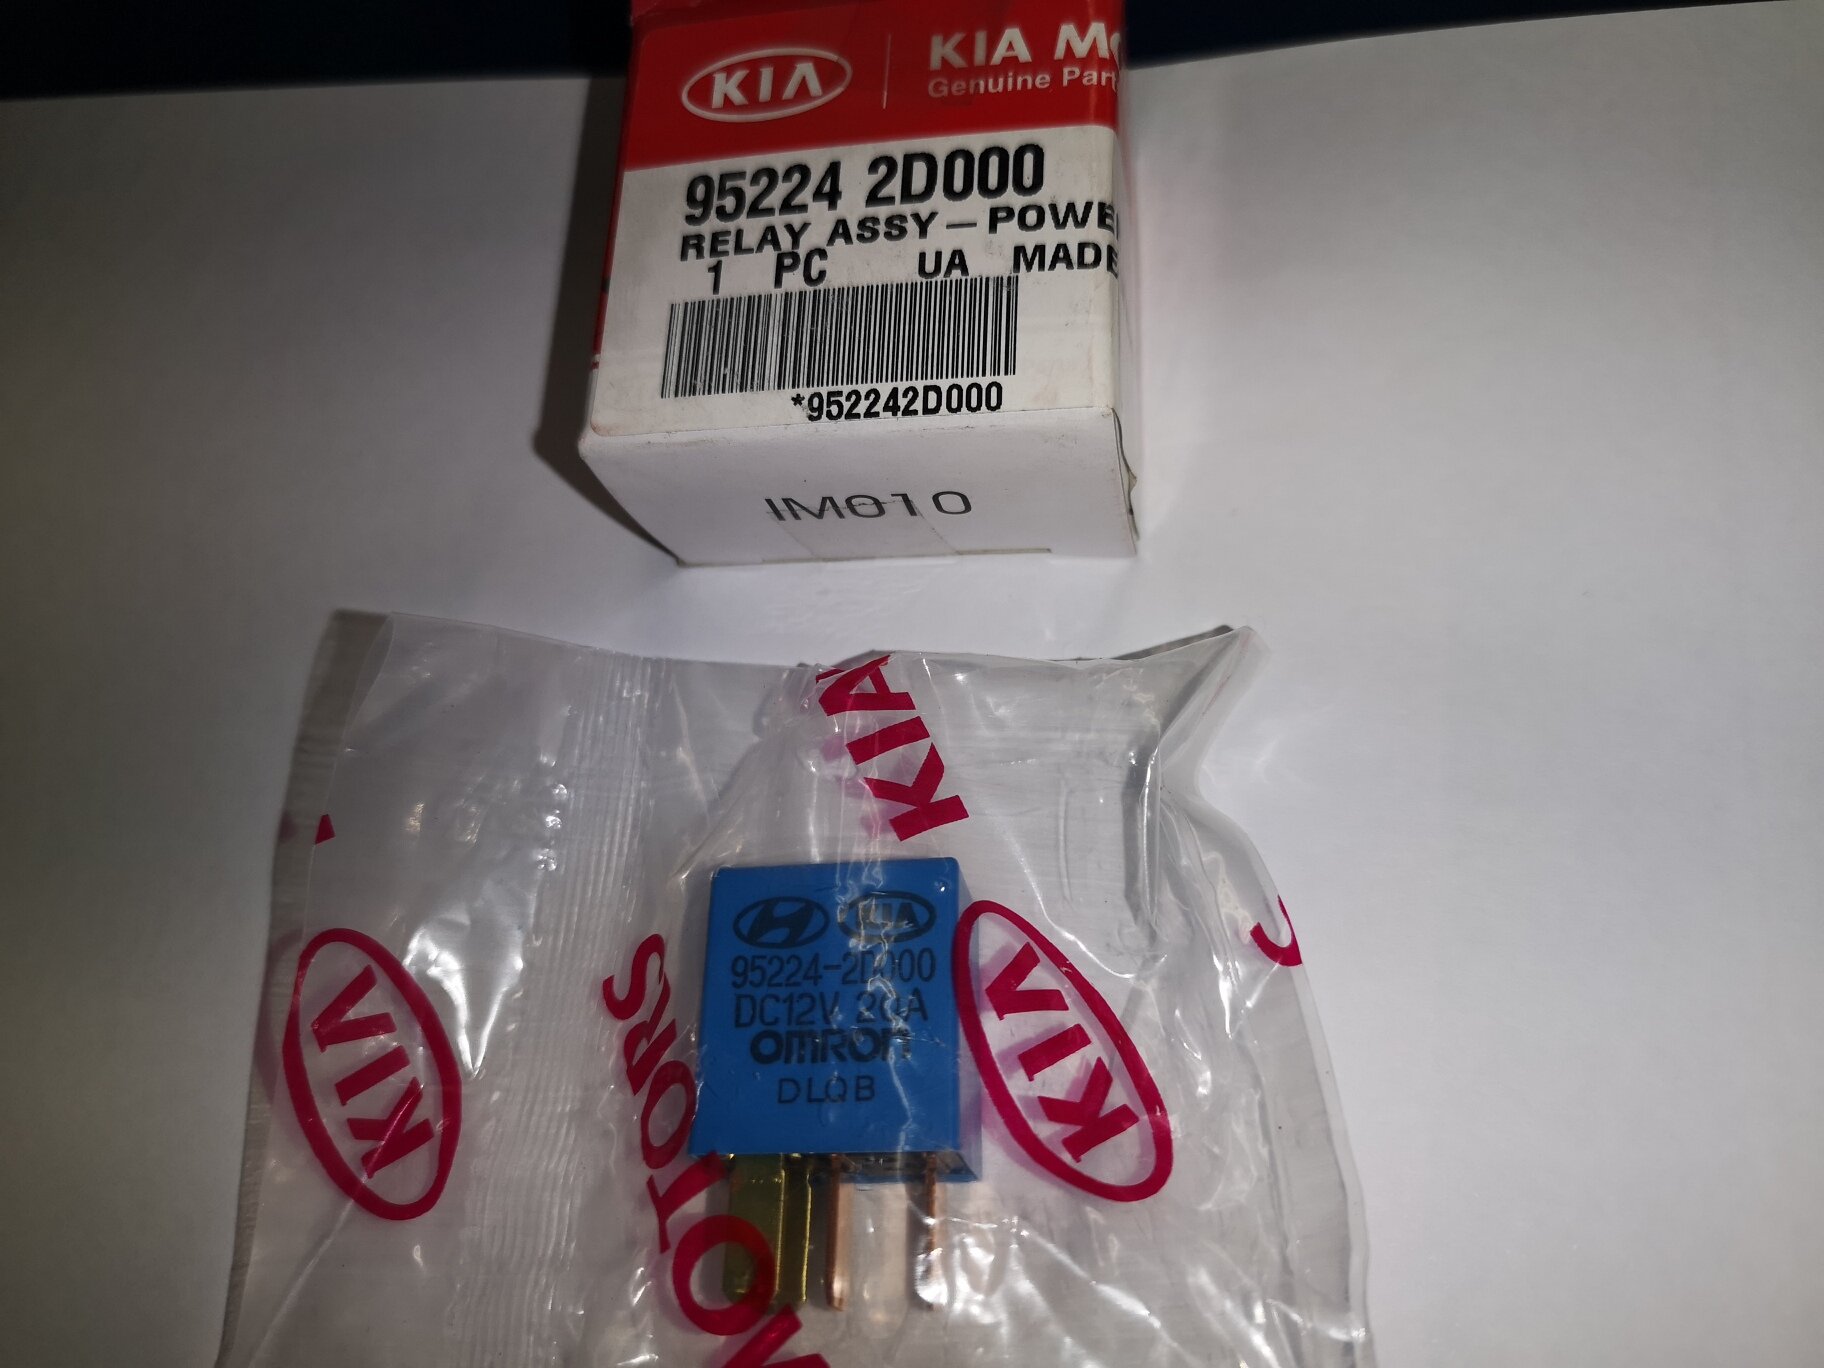 KIA
KIA Mo
Genuine Part
95224 2D000
RELAY ASSY-POWE
1 PC UA MADE
*952242D000
IM010
KIA
KIA
MOTORS
KIA
KIA
95224-2D000
DC12V 20A
omron
DLQB